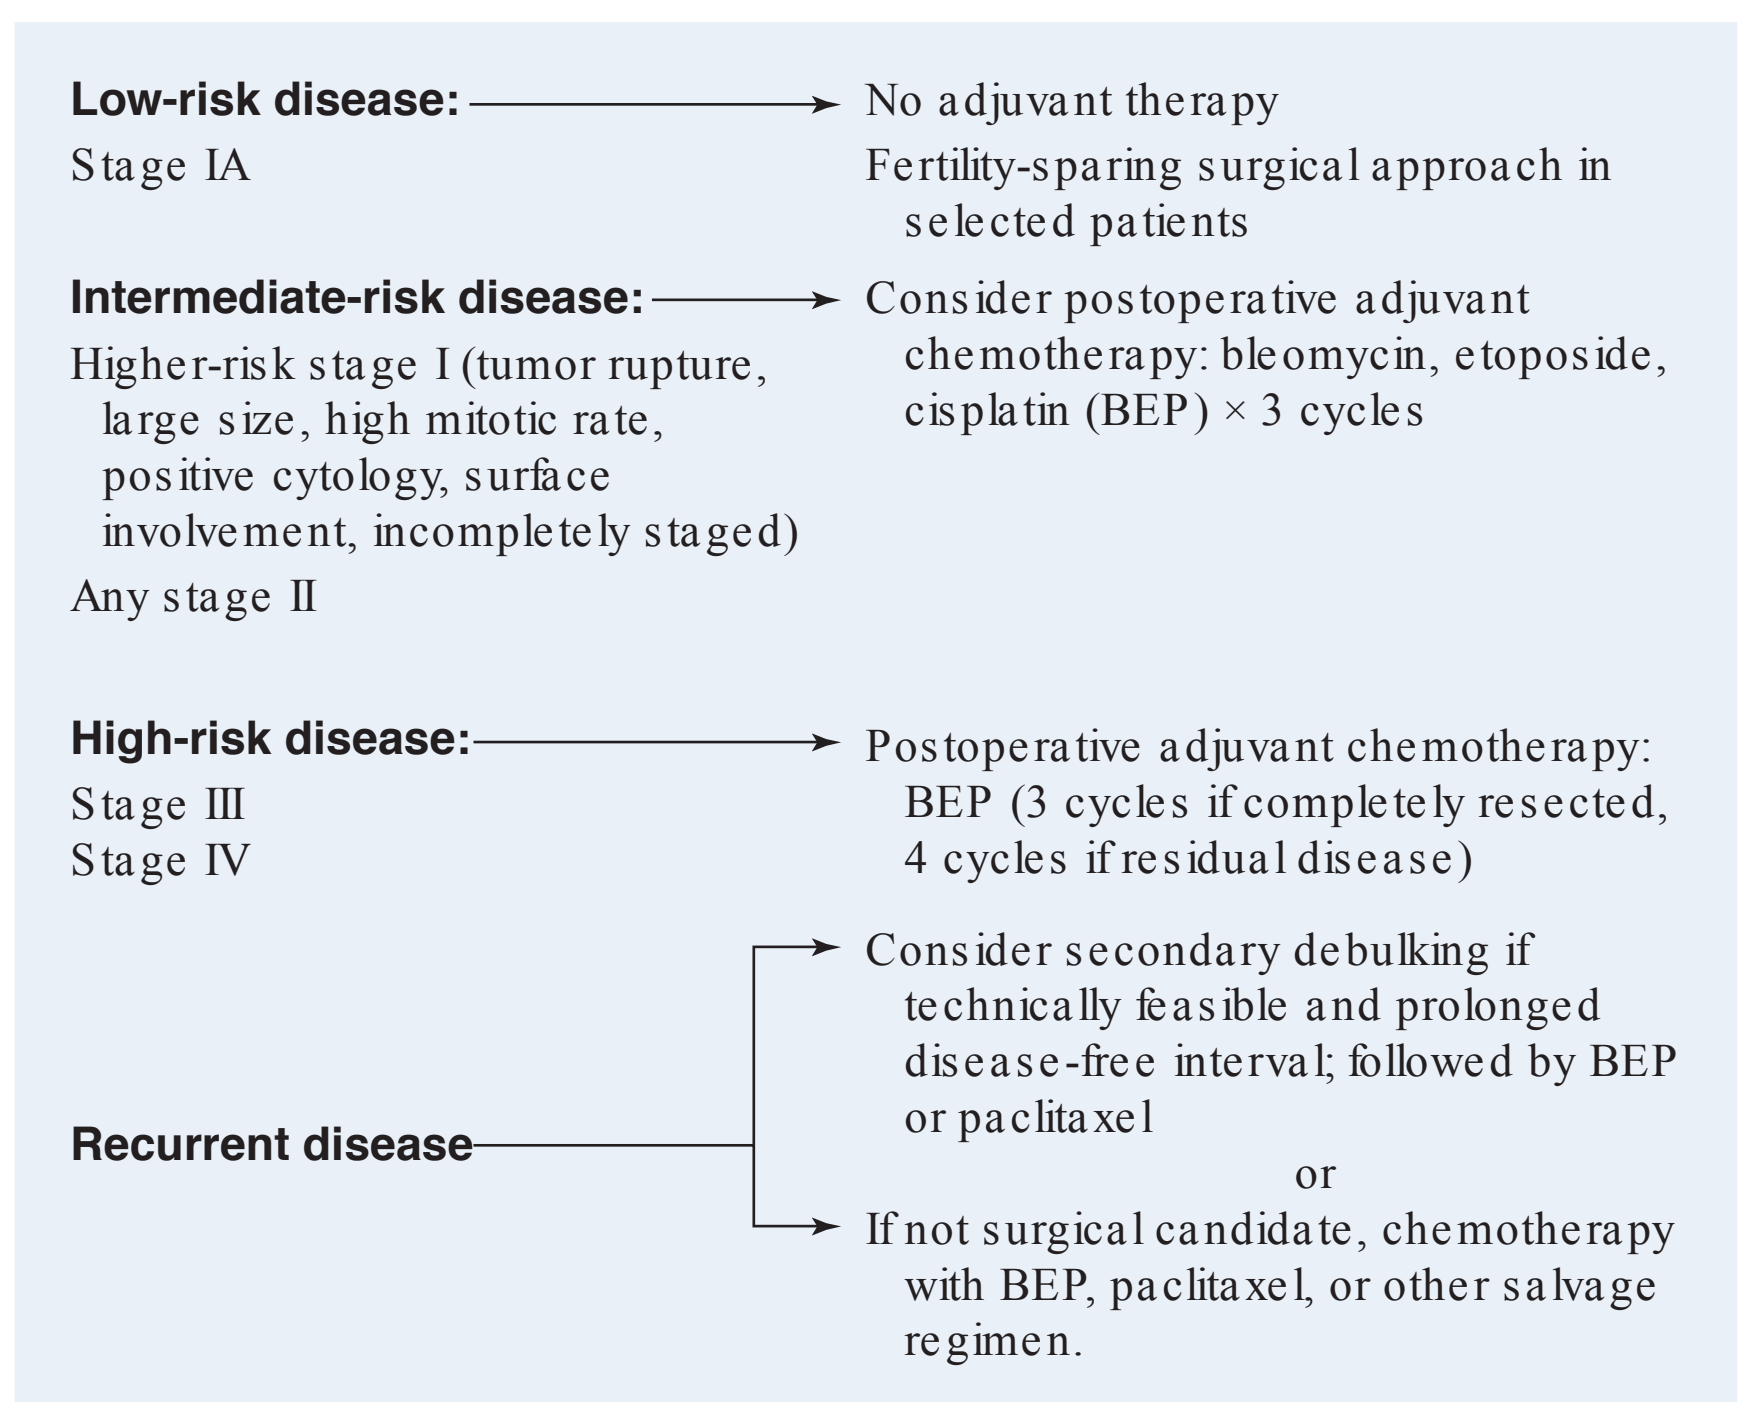 Low-risk disease:
No adjuvant therapy
Stage IA
Fertility-sparing surgical approach in
selected patients
Intermediate-risk disease:
Consider postoperative adjuvant
chemotherapy: bleomycin, etoposide,
cisplatin (BEP) × 3 cycles
Higher-risk stage I (tumor rupture,
large size, high mitotic rate,
positive cytology, surface
involvement, incompletely staged)
Any stage II
High-risk disease:
Stage III
Stage IV
Postoperative adjuvant chemotherapy:
BEP (3 cycles if completely resected,
4 cycles if residual disease)
Recurrent disease
Consider secondary debulking if
technically feasible and prolonged
disease-free interval; followed by BEP
or paclitaxel
or
If not surgical candidate, chemotherapy
with BEP, paclitaxel, or other salvage
regimen.